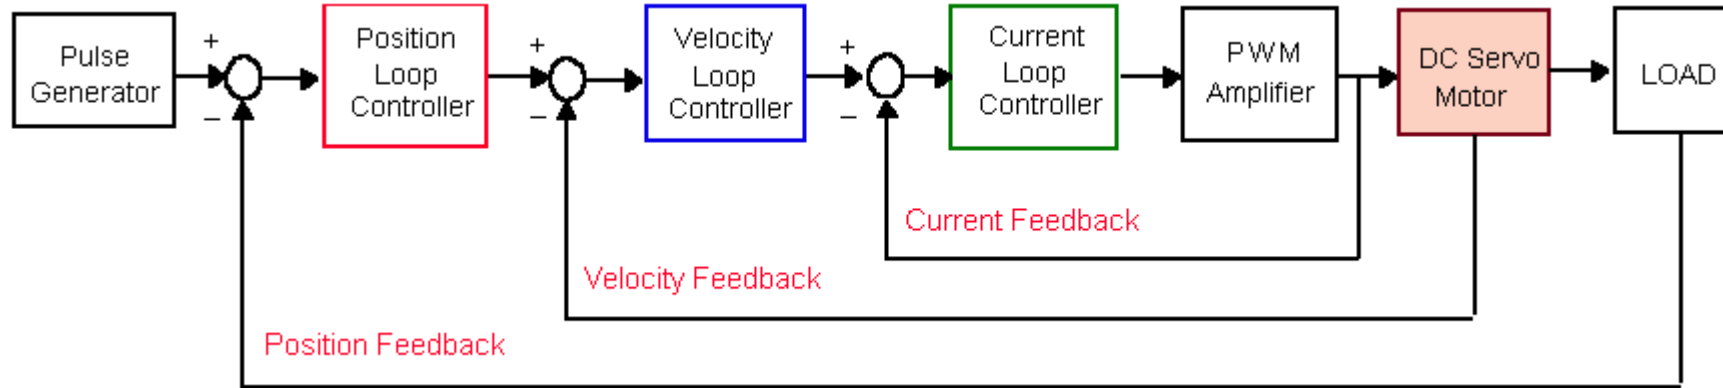 Pulse
Generator
+
−
Position
Loop
Controller
+
−
Velocity
Loop
Controller
+
−
Current
Loop
Controller
PWM
Amplifier
DC Servo
Motor
LOAD
Current Feedback
Velocity Feedback
Position Feedback